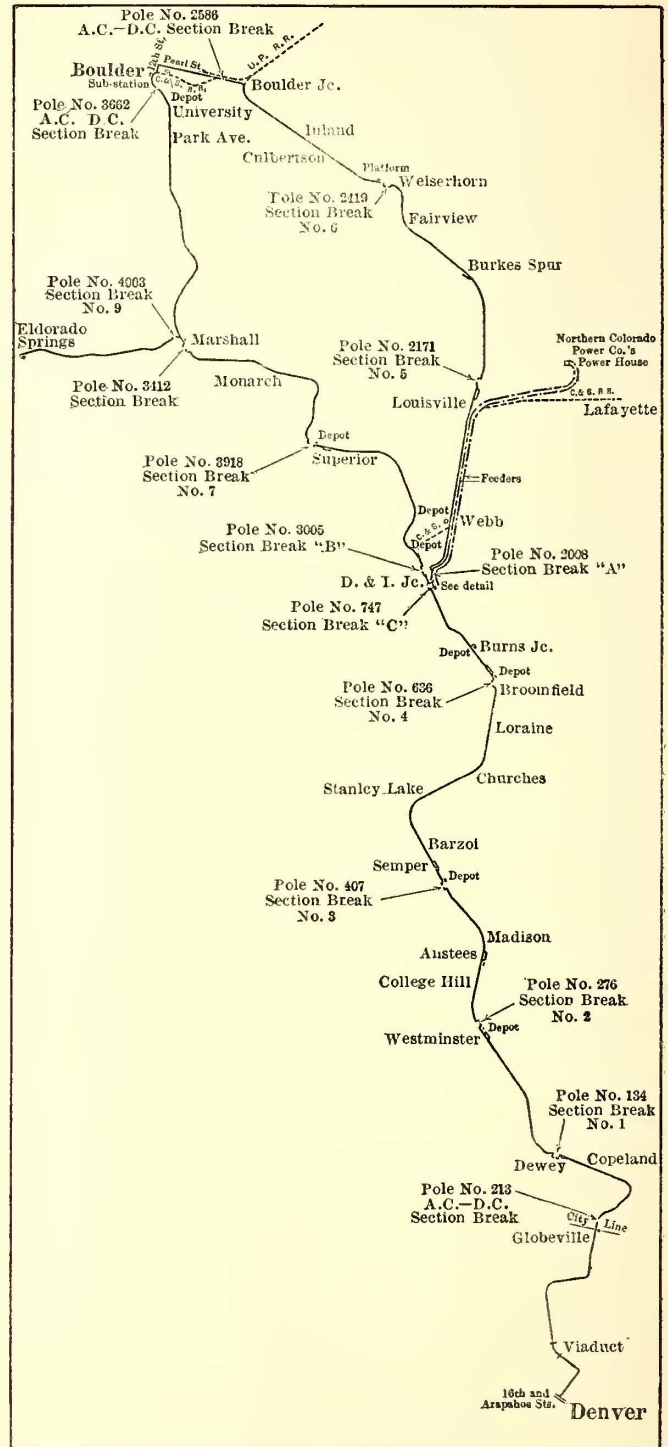 Pole No. 2586
A.C.–D.C. Section Break
12th St.
Pearl St.
U. P. R.R.
C. & S. R.R.
Boulder
Sub-station
Boulder Jc.
Depot
University
Pole No. 3662
A.C. D.C.
Section Break
Park Ave.
Inland
Culbertson
Platform
Weiserhorn
Pole No. 2419
Section Break
No. 6
Fairview
Burkes Spur
Pole No. 4003
Section Break
No. 9
Eldorado
Springs
Marshall
Pole No. 3412
Section Break
Monarch
Pole No. 2171
Section Break
No. 5
Northern Colorado
Power Co.'s
Power House
Louisville
C. & S. R R.
Lafayette
Depot
Superior
Pole No. 3918
Section Break
No. 7
Feeders
Depot
Webb
C. & S.
Depot
Pole No. 3005
Section Break "B"
Pole No. 2008
Section Break "A"
D. & I. Jc.
See detail
Pole No. 747
Section Break "C"
Burns Jc.
Depot
Depot
Pole No. 636
Section Break
No. 4
Broomfield
Loraine
Churches
Stanley Lake
Barzoi
Semper
Depot
Pole No. 407
Section Break
No. 3
Madison
Anstees
College Hill
Pole No. 276
Section Break
No. 2
Depot
Westminster
Pole No. 134
Section Break
No. 1
Dewey
Copeland
Pole No. 213
A.C.–D.C.
Section Break
City Line
Globeville
Viaduct
16th and
Arapahoe Sts.
Denver